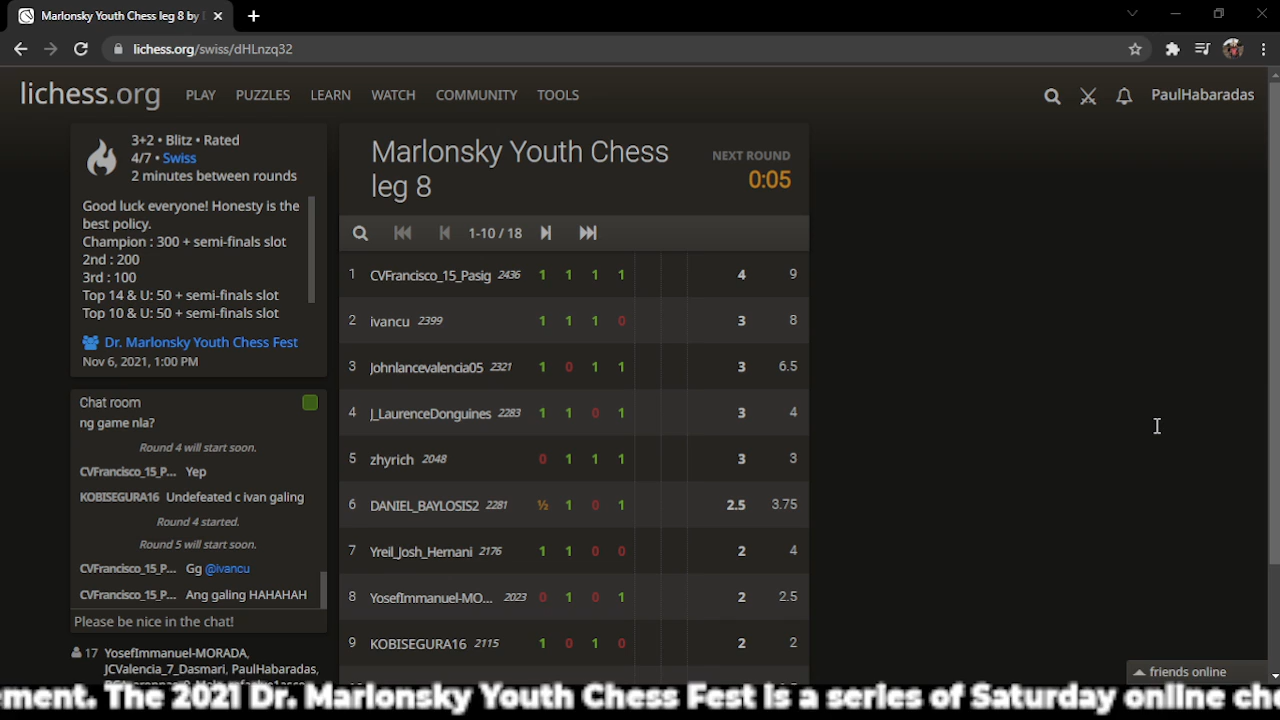 Marlonsky Youth Chess leg 8 by
lichess.org/swiss/dHLnzq32
lichess.org PLAY PUZZLES LEARN WATCH COMMUNITY TOOLS PaulHabaradas
3+2 • Blitz • Rated
4/7 • Swiss
2 minutes between rounds
Good luck everyone! Honesty is the
best policy.
Champion : 300 + semi-finals slot
2nd : 200
3rd : 100
Top 14 & U: 50 + semi-finals slot
Top 10 & U: 50 + semi-finals slot
Dr. Marlonsky Youth Chess Fest
Nov 6, 2021, 1:00 PM
Chat room
ng game nla?
Round 4 will start soon.
CVFrancisco_15_P... Yep
KOBISEGURA16 Undefeated c ivan galing
Round 4 started.
Round 5 will start soon.
CVFrancisco_15_P... Gg @ivancu
CVFrancisco_15_P... Ang galing HAHAHAH
Please be nice in the chat!
17 YosefImmanuel-MORADA,
JCValencia_7_Dasmari, PaulHabaradas,
Marlonsky Youth Chess
leg 8
NEXT ROUND
0:05
1-10 / 18
1 CVFrancisco_15_Pasig 2436 1 1 1 1 4 9
2 ivancu 2399 1 1 1 0 3 8
3 Johnlancevalencia05 2321 1 0 1 1 3 6.5
4 J_LaurenceDonguines 2283 1 1 0 1 3 4
5 zhyrich 2048 0 1 1 1 3 3
6 DANIEL_BAYLOSIS2 2281 ½ 1 0 1 2.5 3.75
7 Yreil_Josh_Hernani 2176 1 1 0 0 2 4
8 YosefImmanuel-MO... 2023 0 1 0 1 2 2.5
9 KOBISEGURA16 2115 1 0 1 0 2 2
friends online
ement. The 2021 Dr. Marlonsky Youth Chess Fest is a series of Saturday online che